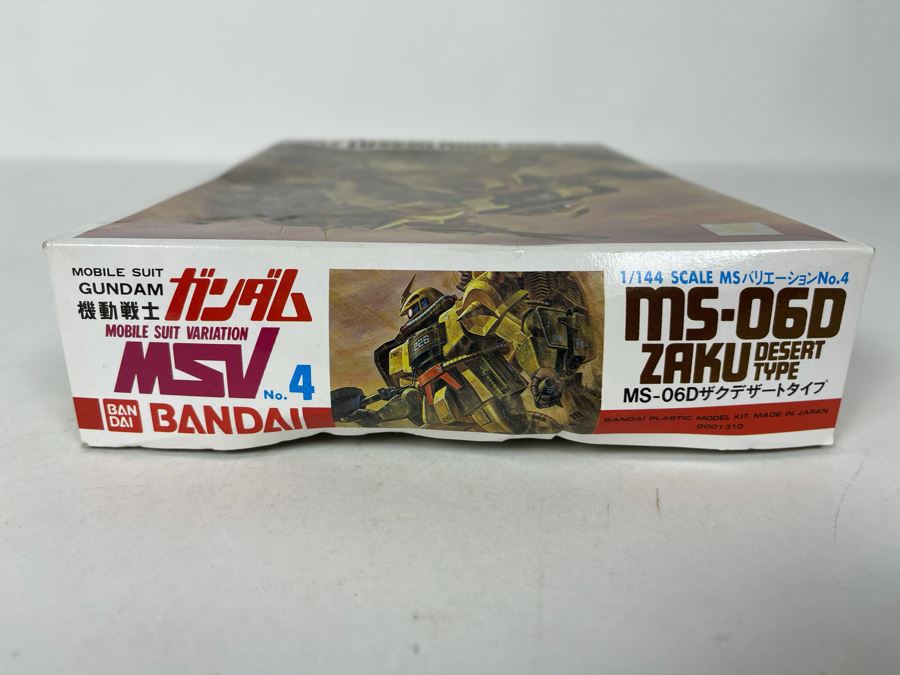 MOBILE SUIT
GUNDAM
機動戦士
ガンダム
MOBILE SUIT VARIATION
MSV No.4
BAN
DAI
BANDAI
226
1/144 SCALE MSバリエーションNo.4
MS-06D
ZAKU DESERT
TYPE
MS-06Dザクデザートタイプ
BANDAI PLASTIC MODEL KIT. MADE IN JAPAN
0001310